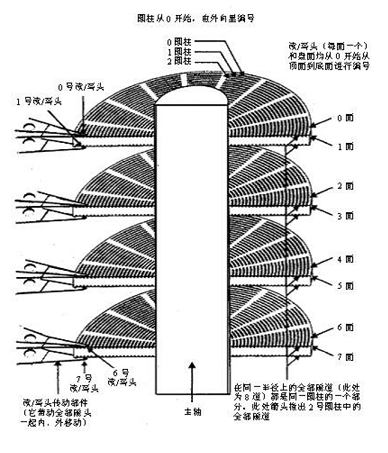 圆柱从0开始，由外向里编号
0圆柱
1圆柱
2圆柱
读/写头（每面一个）
和盘面均从0开始从
顶面到底面进行编号
0号读/写头
1号读/写头
0面
1面
2面
3面
4面
5面
6面
7面
6号
读/写头
7号
读/写头
读/写头传动部件
（它带动全部磁头
一起内、外移动）
主轴
在同一半径上的全部磁道（此处
为8道）都是同一圆柱的一个部
分，此处箭头指出2号圆柱中的
全部磁道